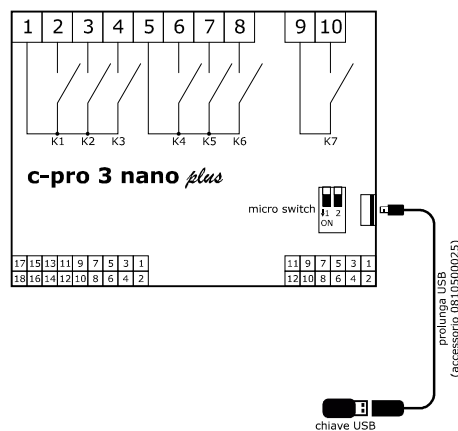 1 2 3 4 5 6 7 8 9 10
K1 K2 K3 K4 K5 K6 K7
c-pro 3 nano plus
micro switch
1 2
ON
17 15 13 11 9 7 5 3 1
18 16 14 12 10 8 6 4 2
11 9 7 5 3 1
12 10 8 6 4 2
prolunga USB
(accessorio 0810500025)
chiave USB